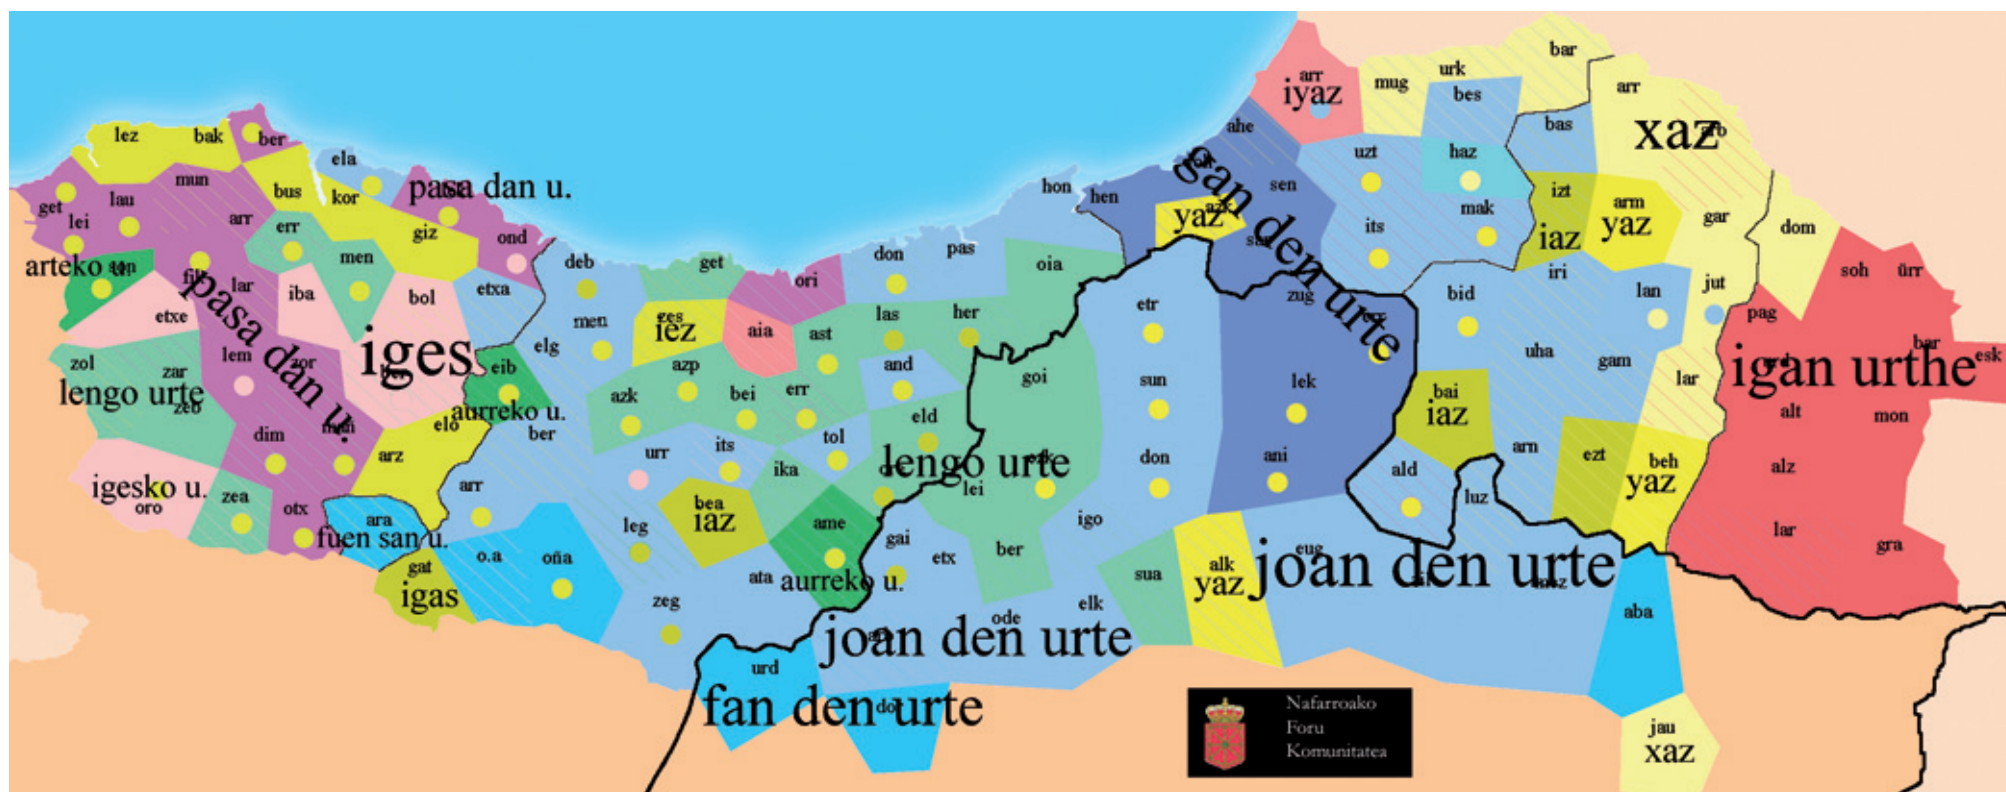 lez
bak
ber
ela
mun
bus
kor
pasa dan u.
get
lau
lei
arr
err
giz
ond
men
arteko u.
pasa dan u.
lar
iba
bol
etxa
etxe
iges
zol
zar
lengo urte
lem
zor
eib
aurreko u.
elo
dim
arz
igesko u.
oro
zea
otx
ara
fuen san u.
gat
igas
deb
get
ori
don
pas
hon
oia
men
iez
aia
ast
las
her
elg
azp
and
azk
bei
err
eld
ber
urr
its
tol
ika
arr
leg
bea
iaz
ame
aurreko u.
o.a
oña
ata
zeg
goi
lengo urte
lei
gai
etx
ber
igo
ode
elk
joan den urte
urd
fan den urte
etr
sun
don
sua
alk
yaz
ahe
hen
sen
yaz
gan den urte
zug
lek
ani
joan den urte
eug
arr
iyaz
mug
urk
bar
bes
uzt
haz
its
mak
bas
izt
iaz
arm
yaz
arr
xaz
gar
dom
iri
bid
lan
jut
uha
gam
bai
iaz
lar
ald
arn
ezt
beh
yaz
luz
pag
soh
ürr
bar
esk
igan urthe
alt
mon
alz
lar
gra
aba
jau
xaz
Nafarroako
Foru
Komunitatea